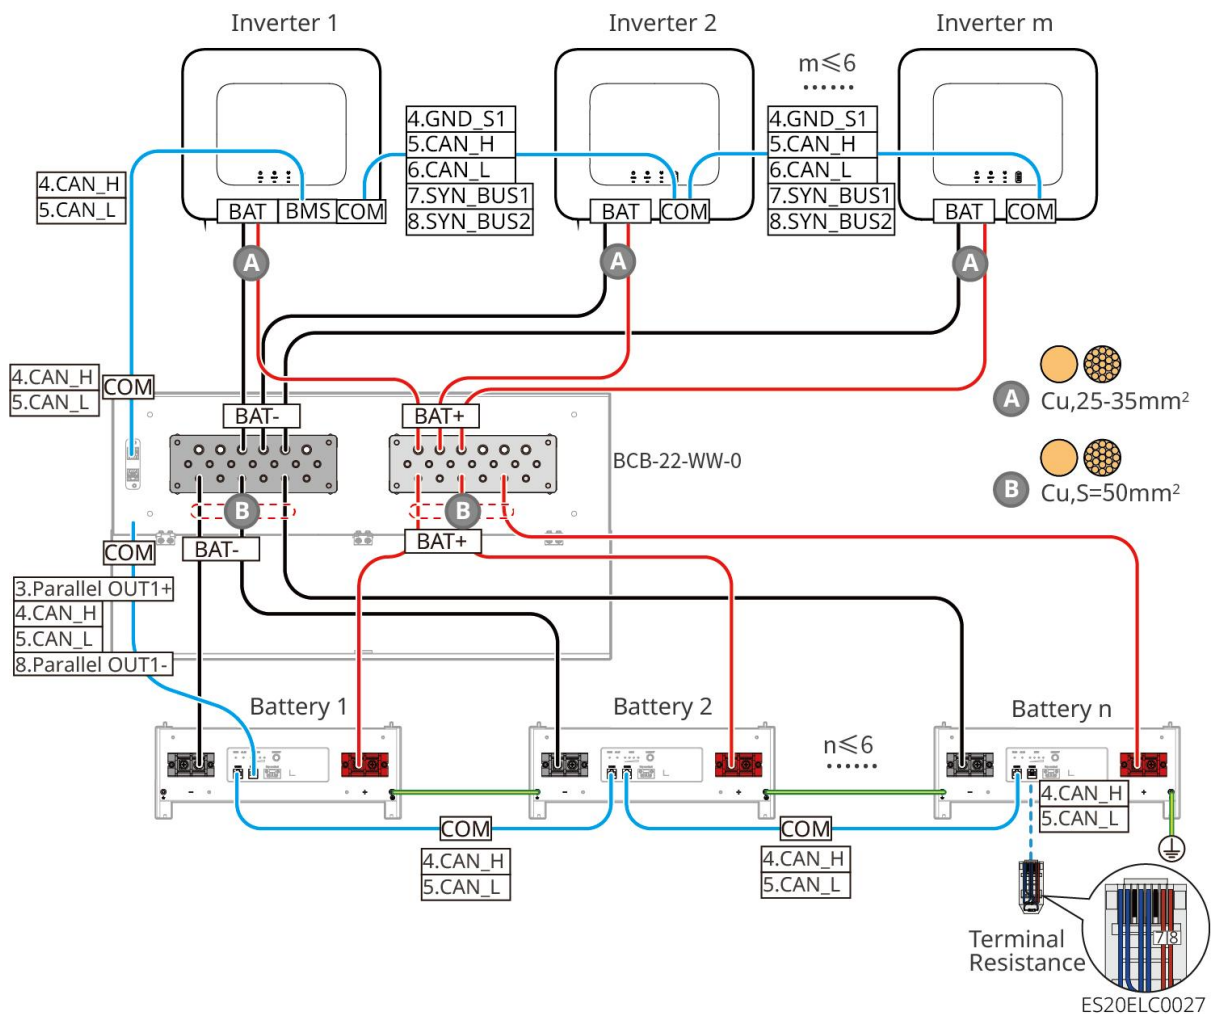 Inverter 1
Inverter 2
Inverter m
m⩽6
4.GND_S1
5.CAN_H
6.CAN_L
7.SYN_BUS1
8.SYN_BUS2
4.GND_S1
5.CAN_H
6.CAN_L
7.SYN_BUS1
8.SYN_BUS2
4.CAN_H
5.CAN_L
BAT
BMS
COM
BAT
COM
BAT
COM
A
A
A
4.CAN_H
5.CAN_L
COM
BAT-
BAT+
A
Cu,25-35mm²
BCB-22-WW-0
B
Cu,S=50mm²
B
B
COM
BAT-
BAT+
3.Parallel OUT1+
4.CAN_H
5.CAN_L
8.Parallel OUT1-
Battery 1
Battery 2
Battery n
n⩽6
- +
- +
- +
4.CAN_H
5.CAN_L
COM
4.CAN_H
5.CAN_L
COM
4.CAN_H
5.CAN_L
Terminal
Resistance
7 8
ES20ELC0027